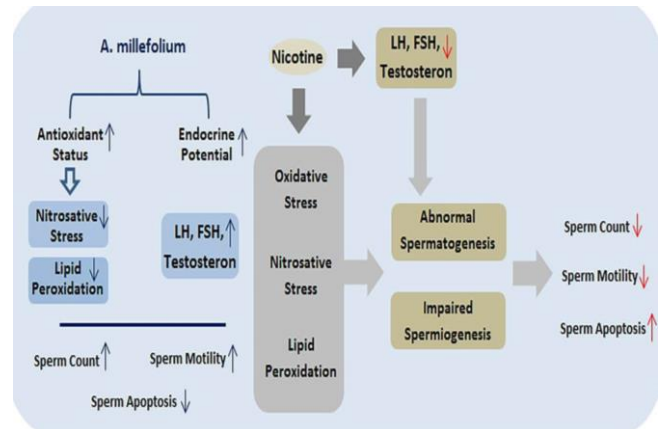 A. millefolium
Antioxidant
Status
Endocrine
Potential
Nitrosative
Stress
Lipid
Peroxidation
LH, FSH,
Testosteron
Sperm Count
Sperm Motility
Sperm Apoptosis
Nicotine
LH, FSH,
Testosteron
Oxidative
Stress
Nitrosative
Stress
Lipid
Peroxidation
Abnormal
Spermatogenesis
Impaired
Spermiogenesis
Sperm Count
Sperm Motility
Sperm Apoptosis